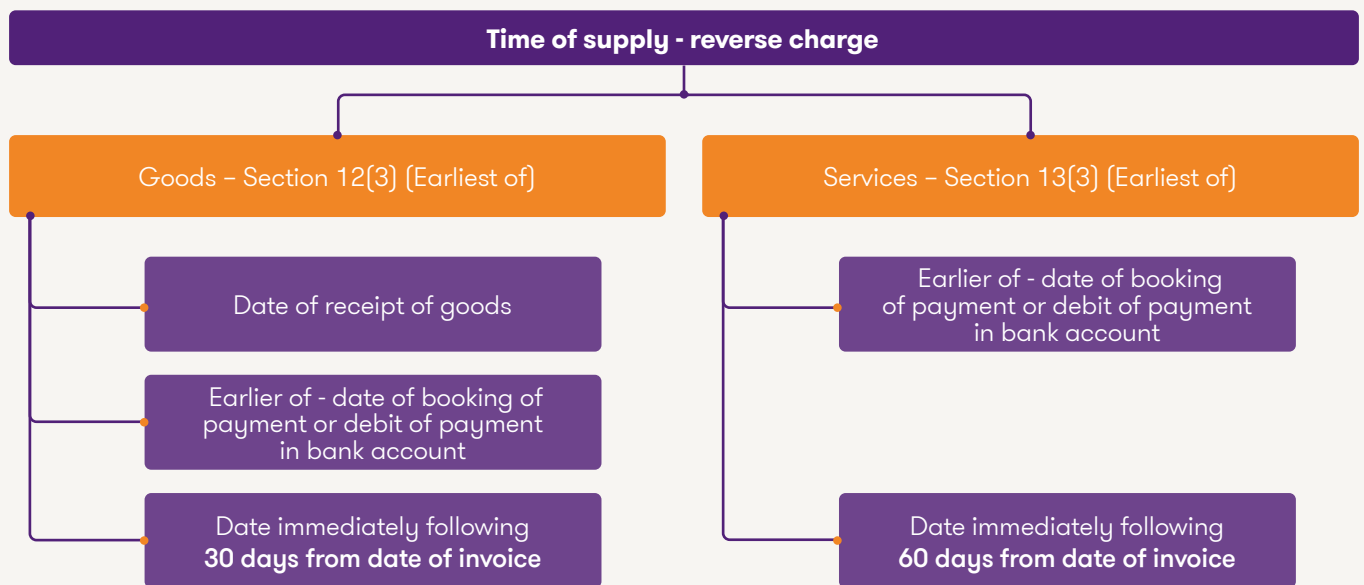 Time of supply - reverse charge
Goods – Section 12(3) (Earliest of)
Date of receipt of goods
Earlier of - date of booking of
payment or debit of payment
in bank account
Date immediately following
30 days from date of invoice
Services – Section 13(3) (Earliest of)
Earlier of - date of booking
of payment or debit of payment
in bank account
Date immediately following
60 days from date of invoice